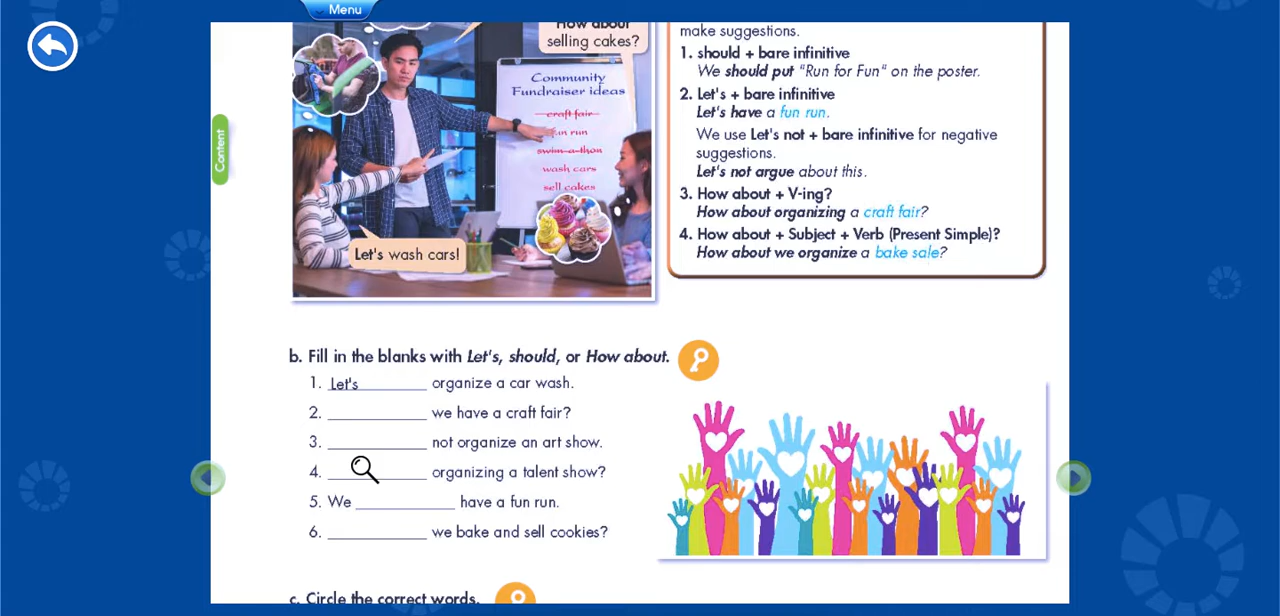 Menu
How about
selling cakes?
Community
Fundraiser ideas
craft fair
fun run
swim-a-thon
wash cars
sell cakes
Let's wash cars!
Content
make suggestions.
1. should + bare infinitive
We should put "Run for Fun" on the poster.
2. Let's + bare infinitive
Let's have a fun run.
We use Let's not + bare infinitive for negative
suggestions.
Let's not argue about this.
3. How about + V-ing?
How about organizing a craft fair?
4. How about + Subject + Verb (Present Simple)?
How about we organize a bake sale?
b. Fill in the blanks with Let's, should, or How about.
1. Let's organize a car wash.
2. ____________ we have a craft fair?
3. ____________ not organize an art show.
4. ____________ organizing a talent show?
5. We ____________ have a fun run.
6. ____________ we bake and sell cookies?
c. Circle the correct words.